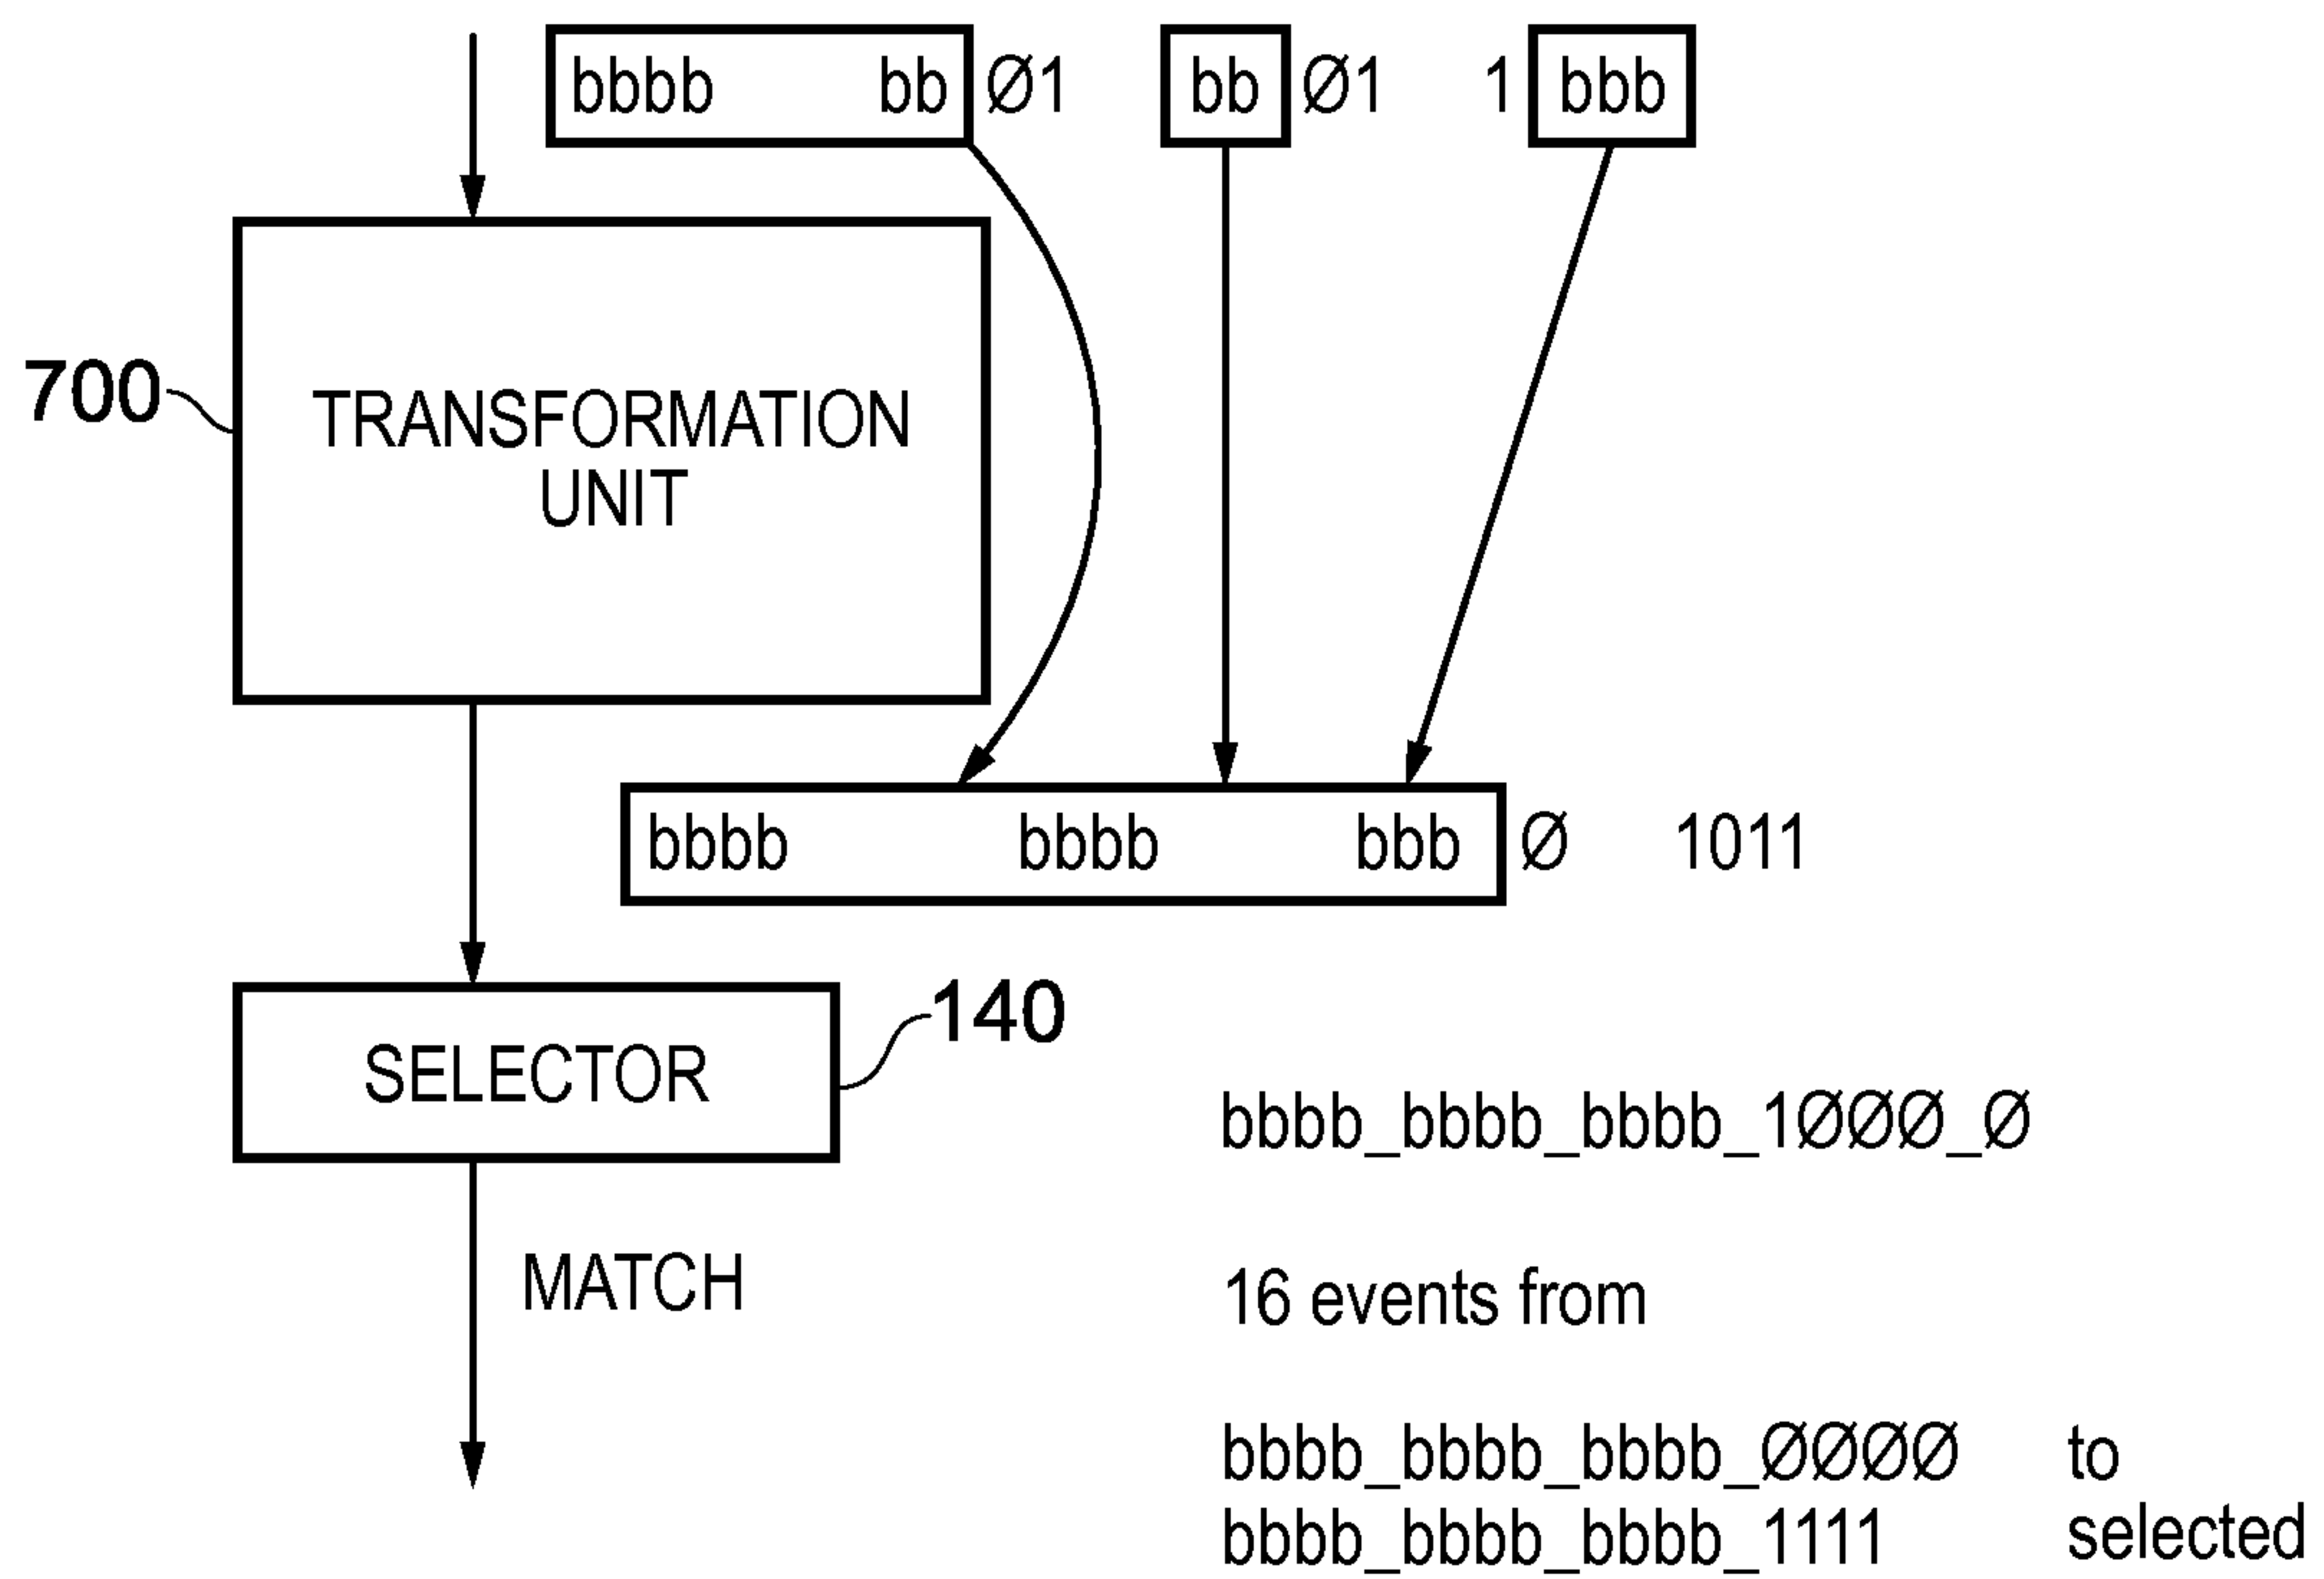 bbbb bb Ø1 bb Ø1 1 bbb
700
TRANSFORMATION
UNIT
bbbb bbbb bbb Ø 1011
140
SELECTOR
bbbb_bbbb_bbbb_1ØØØ_Ø
MATCH
16 events from
bbbb_bbbb_bbbb_ØØØØ to
bbbb_bbbb_bbbb_1111 selected